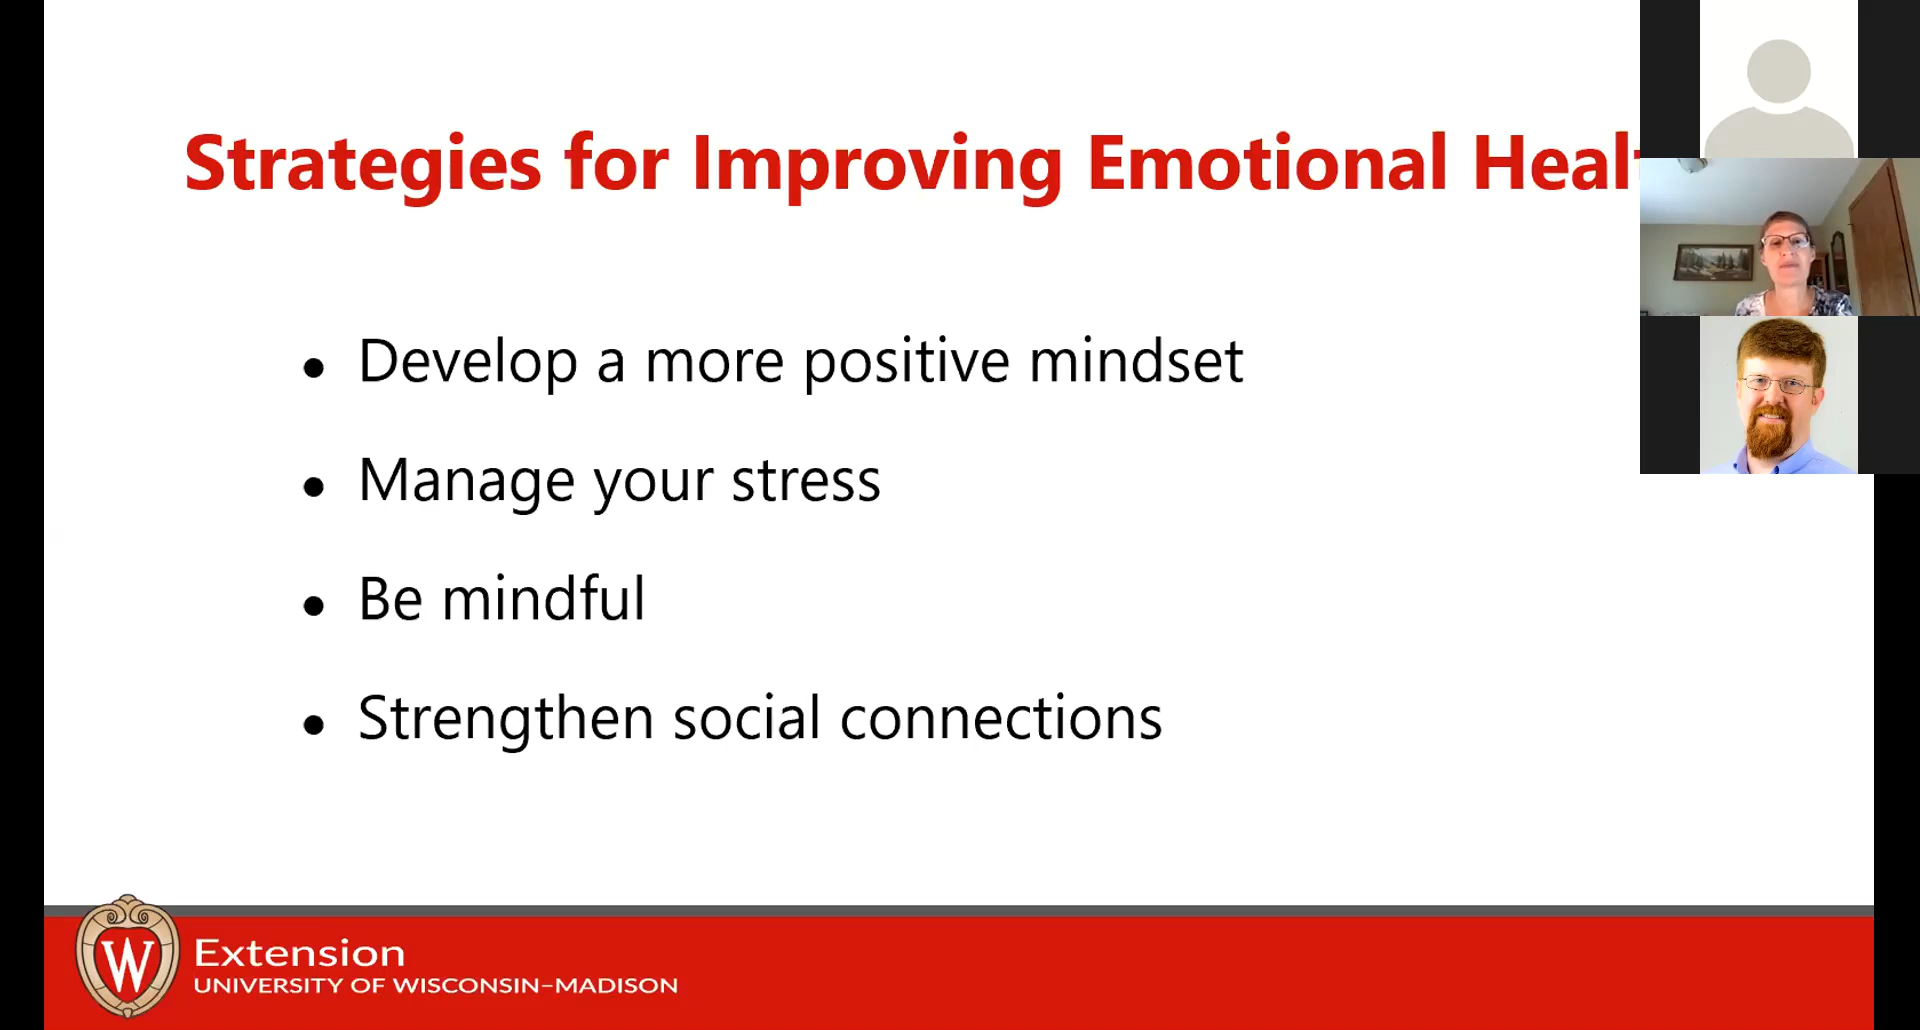 Strategies for Improving Emotional Healt
● Develop a more positive mindset
● Manage your stress
● Be mindful
● Strengthen social connections
W
Extension
UNIVERSITY OF WISCONSIN–MADISON